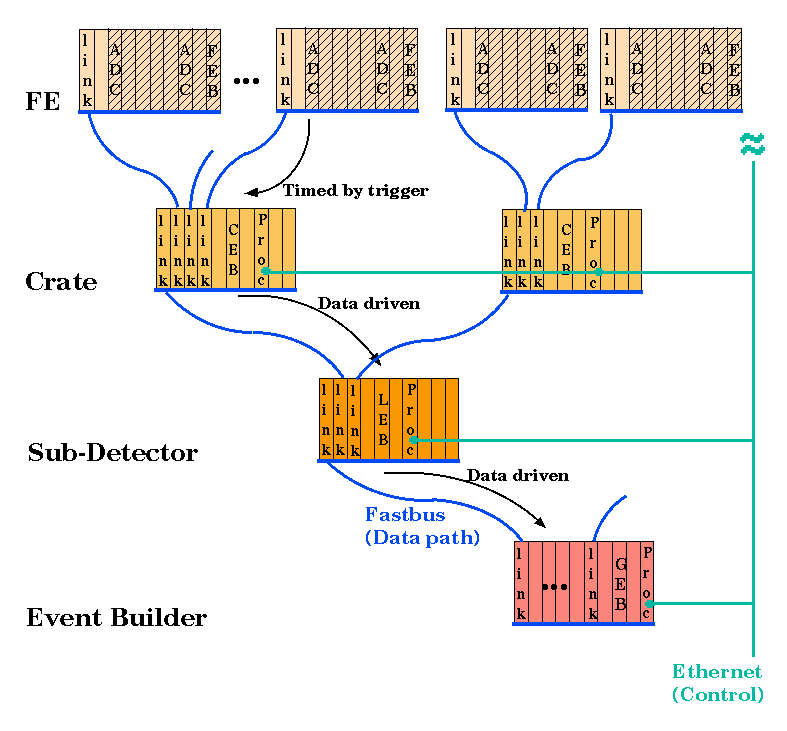 link ADC ADC FEB ... link ADC ADC FEB link ADC ADC FEB link ADC ADC FEB
FE
Timed by trigger
link link link link CEB Proc link link link CEB Proc
Crate
Data driven
link link link LEB Proc
Sub-Detector
Data driven
Fastbus
(Data path)
link ... link GEB Proc
Event Builder
Ethernet
(Control)